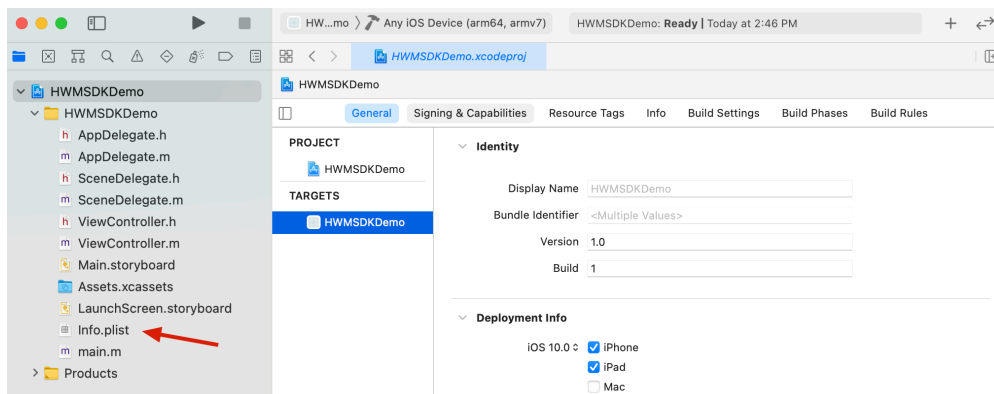 HW...mo 〉 Any iOS Device (arm64, armv7)
HWMSDKDemo: Ready | Today at 2:46 PM
HWMSDKDemo.xcodeproj
HWMSDKDemo
HWMSDKDemo
AppDelegate.h
AppDelegate.m
SceneDelegate.h
SceneDelegate.m
ViewController.h
ViewController.m
Main.storyboard
Assets.xcassets
LaunchScreen.storyboard
Info.plist
main.m
Products
HWMSDKDemo
General Signing & Capabilities Resource Tags Info Build Settings Build Phases Build Rules
PROJECT
HWMSDKDemo
TARGETS
HWMSDKDemo
Identity
Display Name HWMSDKDemo
Bundle Identifier <Multiple Values>
Version 1.0
Build 1
Deployment Info
iOS 10.0 iPhone
iPad
Mac